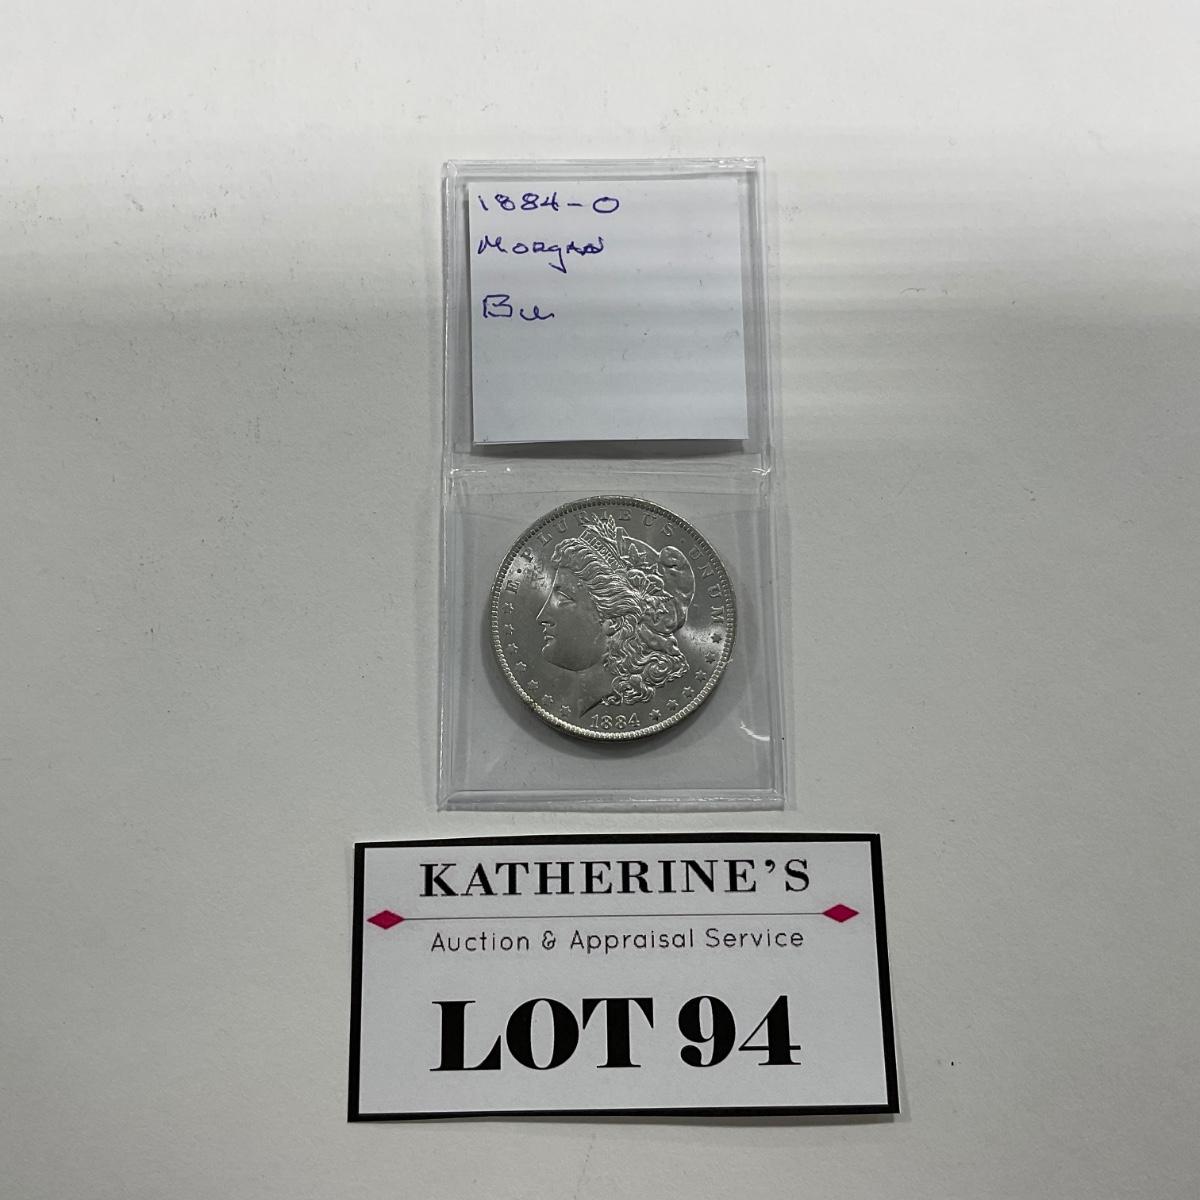 1884-O
Morgan
Bu
E·PLURIBUS·UNUM
LIBERTY
1884
KATHERINE'S
Auction & Appraisal Service
LOT 94